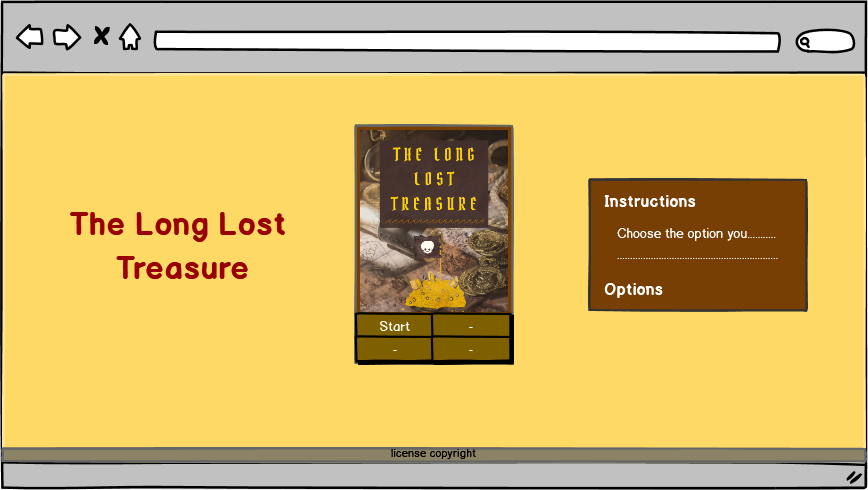 The Long Lost
Treasure
THE LONG
LOST
TREASURE
Start
-
-
-
Instructions
Choose the option you...........
..........................................................
Options
license copyright